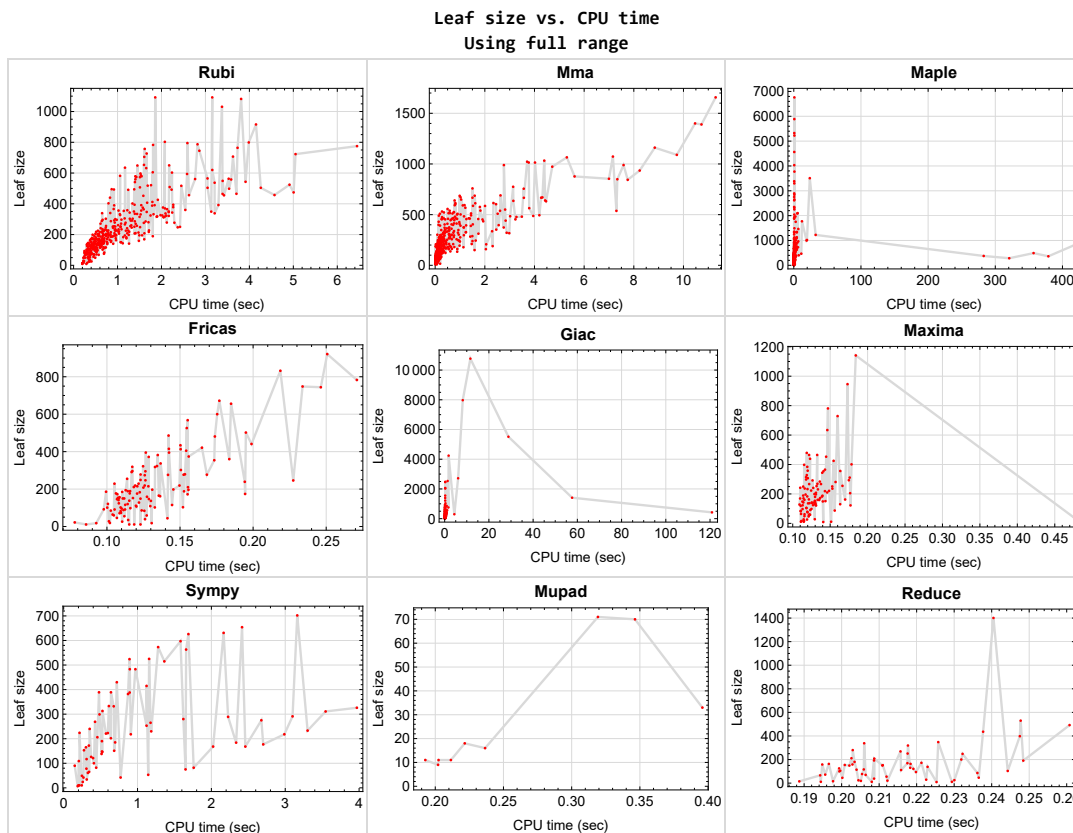 Leaf size vs. CPU time
Using full range
Rubi
Leaf size
1000
800
600
400
200
0
0 1 2 3 4 5 6
CPU time (sec)
Mma
Leaf size
1500
1000
500
0
0 2 4 6 8 10
CPU time (sec)
Maple
Leaf size
7000
6000
5000
4000
3000
2000
1000
0
0 100 200 300 400
CPU time (sec)
Fricas
Leaf size
800
600
400
200
0
0.10 0.15 0.20 0.25
CPU time (sec)
Giac
Leaf size
10 000
8000
6000
4000
2000
0
0 20 40 60 80 100 120
CPU time (sec)
Maxima
Leaf size
1200
1000
800
600
400
200
0
0.10 0.15 0.20 0.25 0.30 0.35 0.40 0.45
CPU time (sec)
Sympy
Leaf size
700
600
500
400
300
200
100
0
0 1 2 3 4
CPU time (sec)
Mupad
Leaf size
70
60
50
40
30
20
10
0
0.20 0.25 0.30 0.35 0.40
CPU time (sec)
Reduce
Leaf size
1400
1200
1000
800
600
400
200
0
0.19 0.20 0.21 0.22 0.23 0.24 0.25 0.26
CPU time (sec)